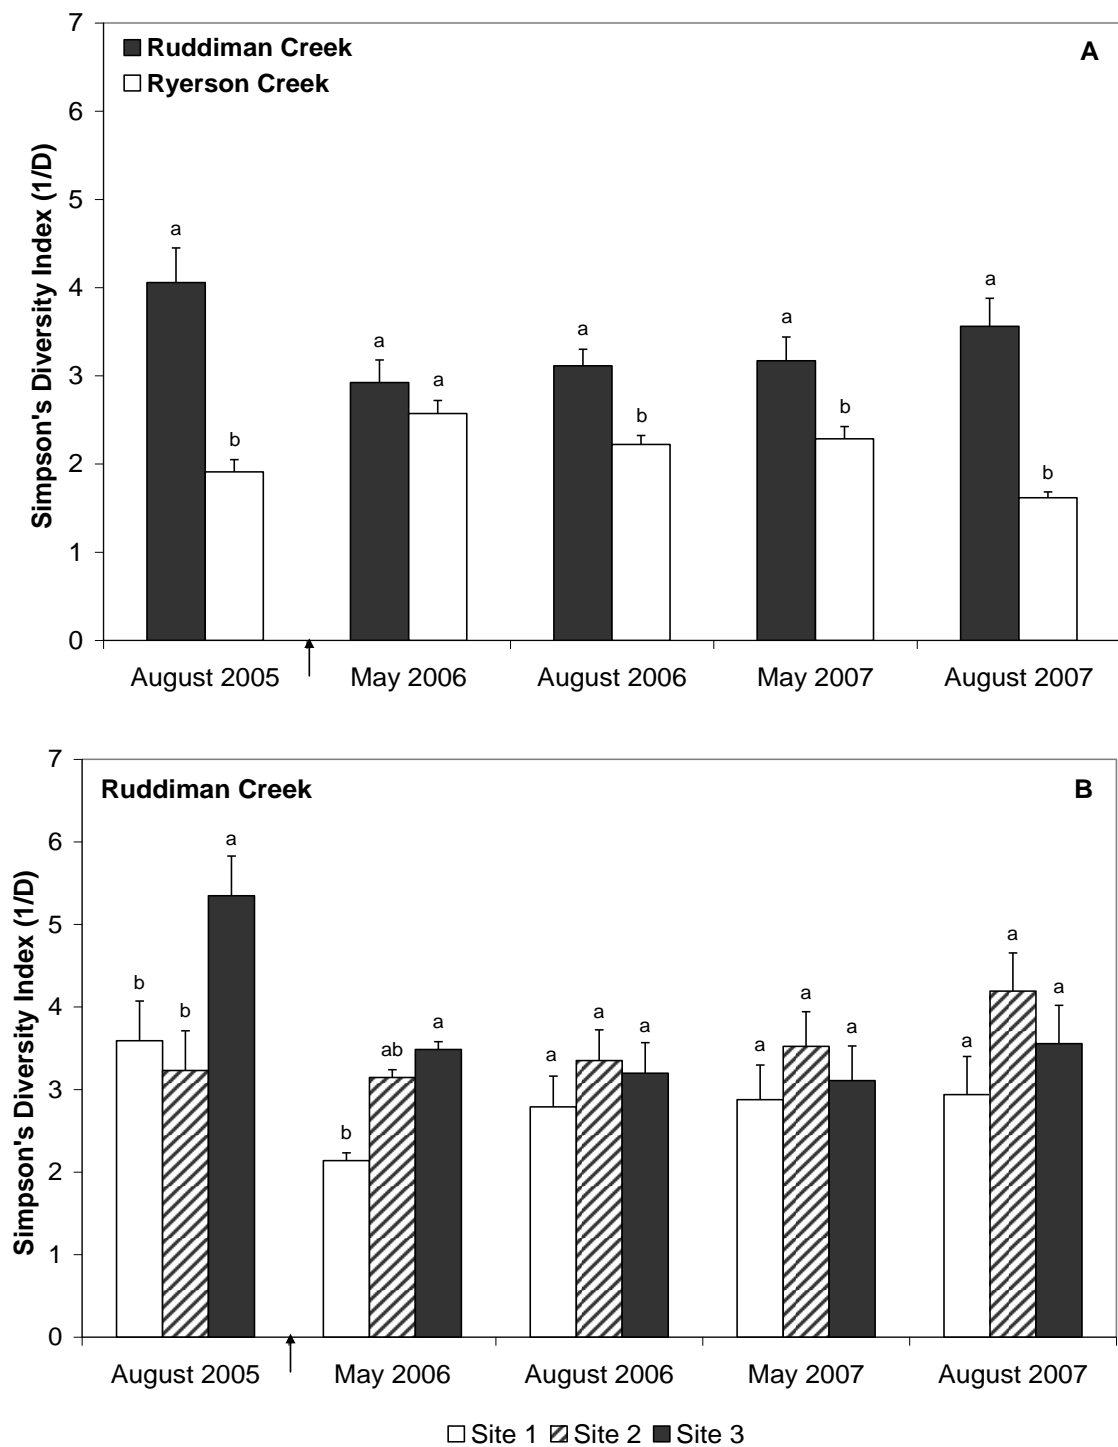 A
Ruddiman Creek
Ryerson Creek
Simpson's Diversity Index (1/D)
7
6
5
4
3
2
1
0
a
b
a
a
a
b
a
b
a
b
August 2005
May 2006
August 2006
May 2007
August 2007
Ruddiman Creek
B
Simpson's Diversity Index (1/D)
7
6
5
4
3
2
1
0
b
b
a
b
ab
a
a
a
a
a
a
a
a
a
a
August 2005
May 2006
August 2006
May 2007
August 2007
Site 1 Site 2 Site 3